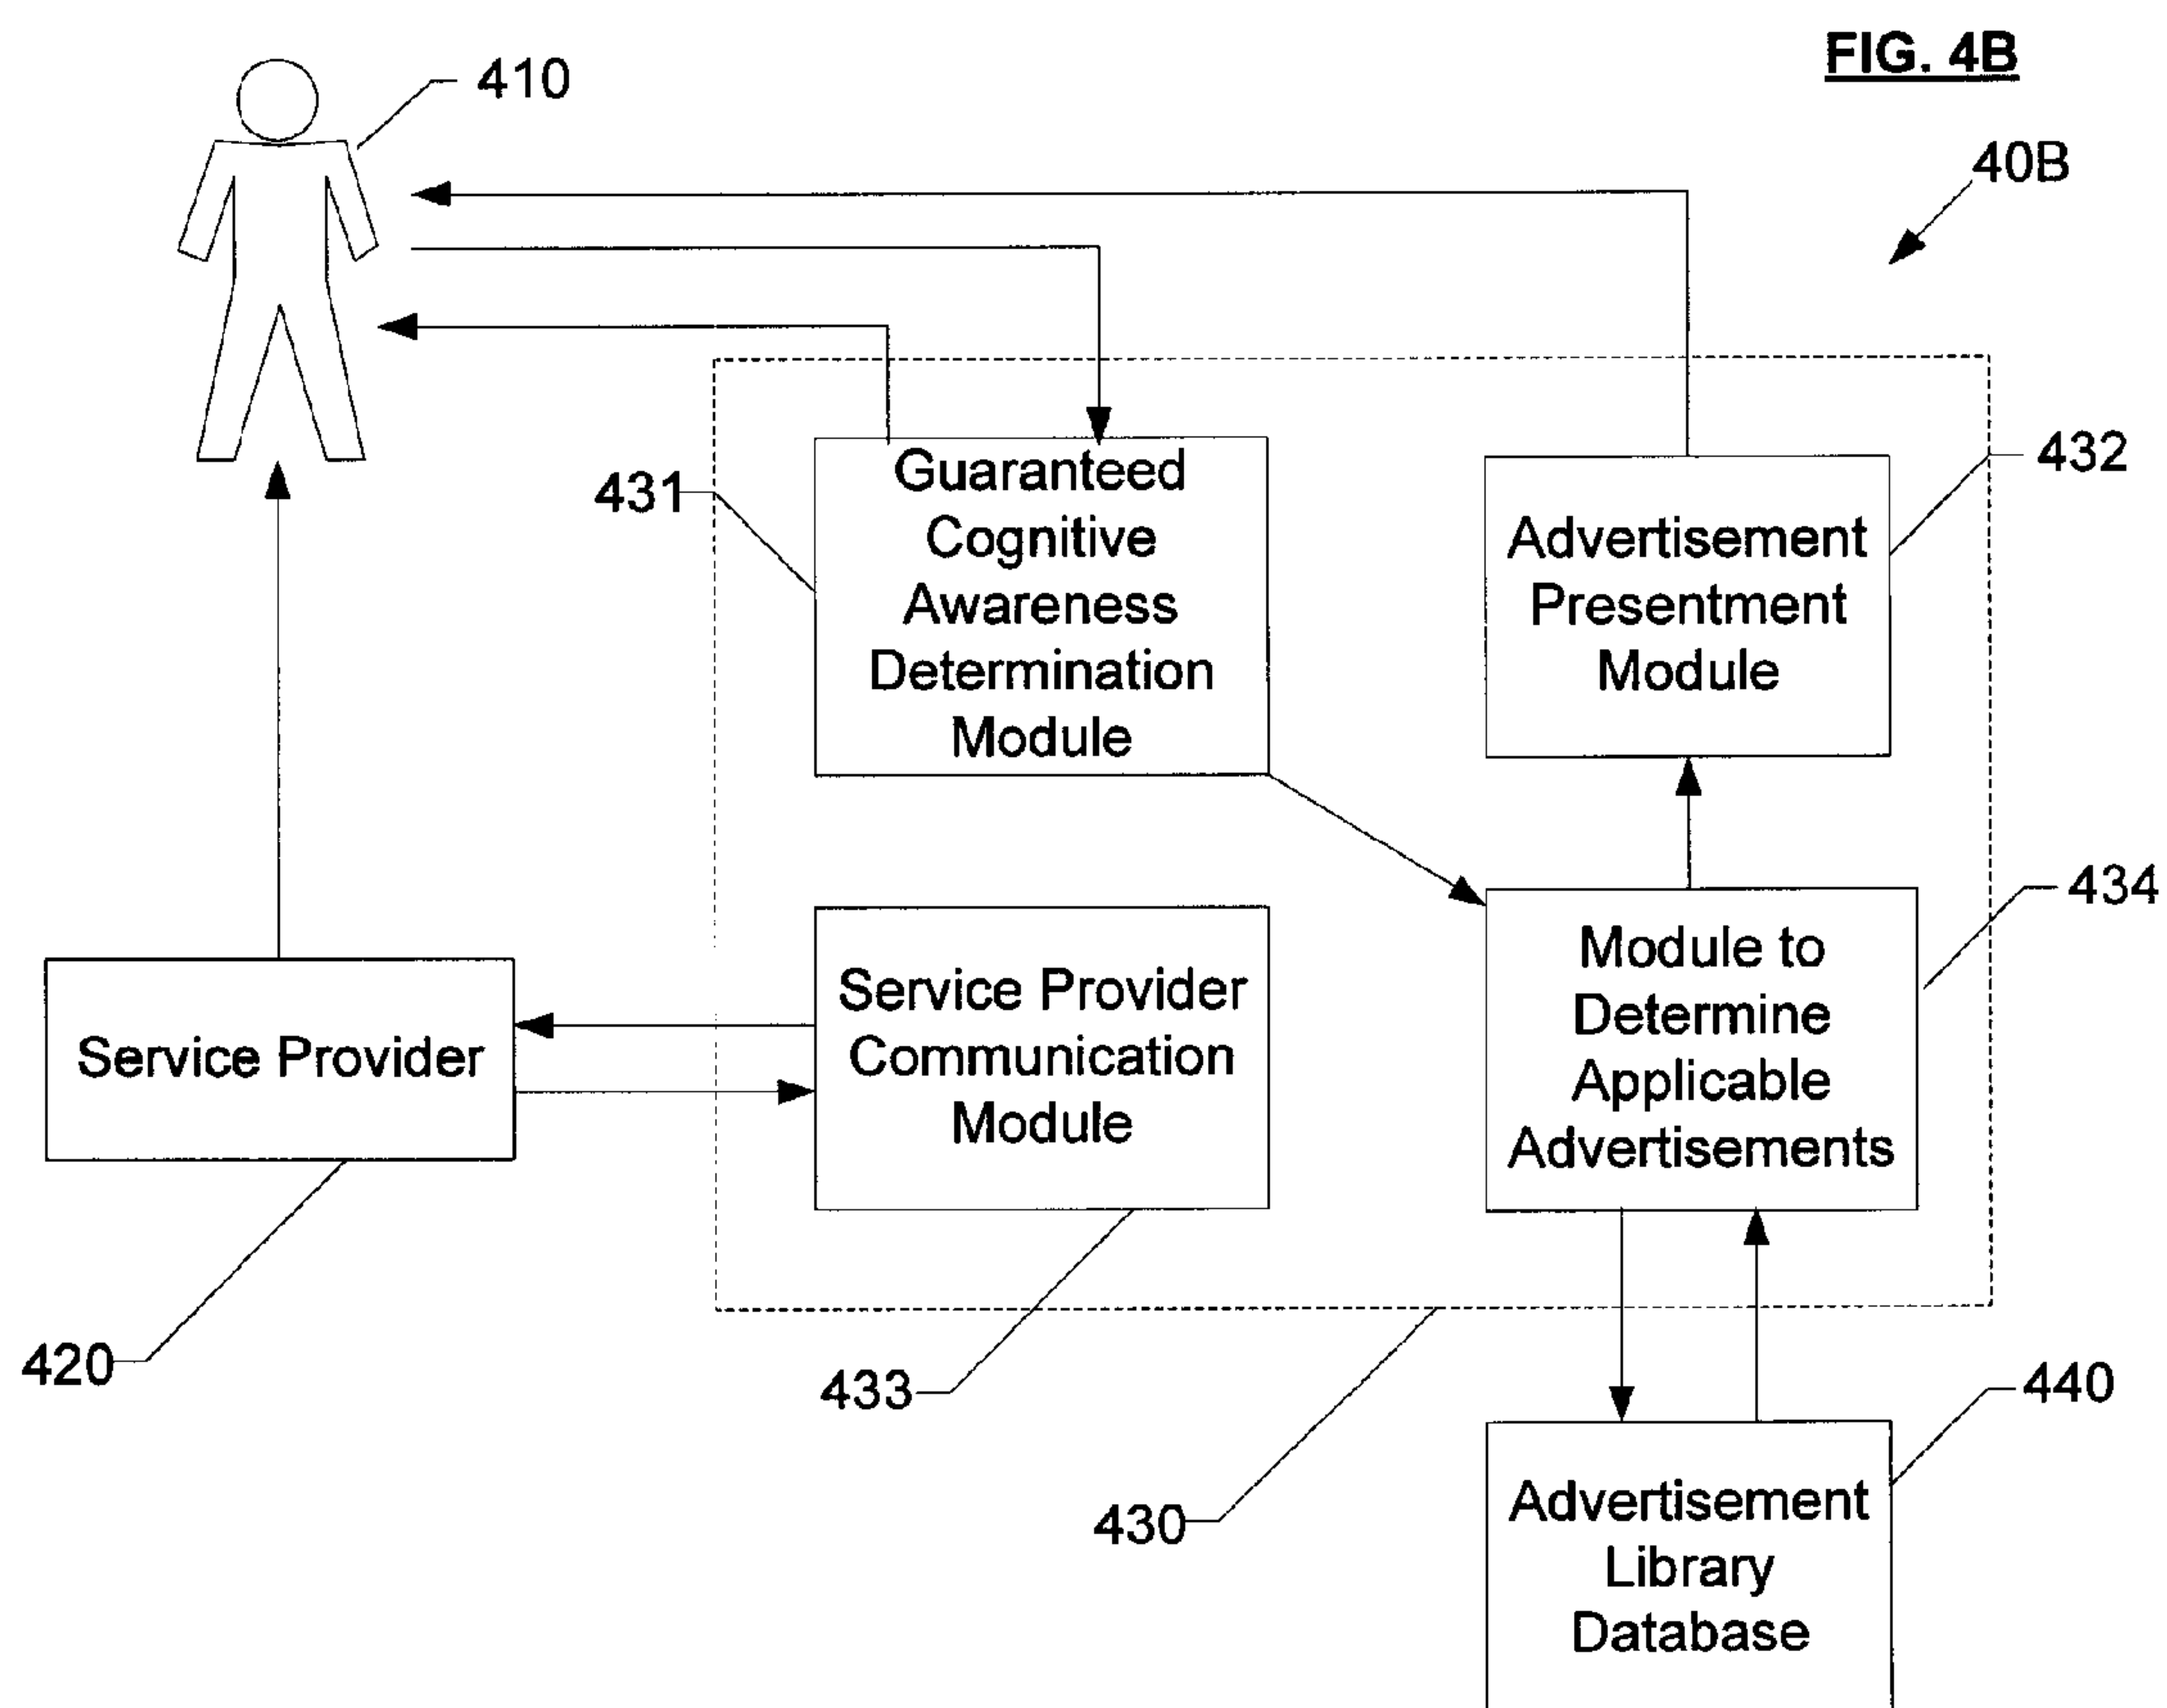 FIG. 4B
410
40B
431
Guaranteed
Cognitive
Awareness
Determination
Module
432
Advertisement
Presentment
Module
434
Service Provider
Service Provider
Communication
Module
Module to
Determine
Applicable
Advertisements
420
433
430
440
Advertisement
Library
Database